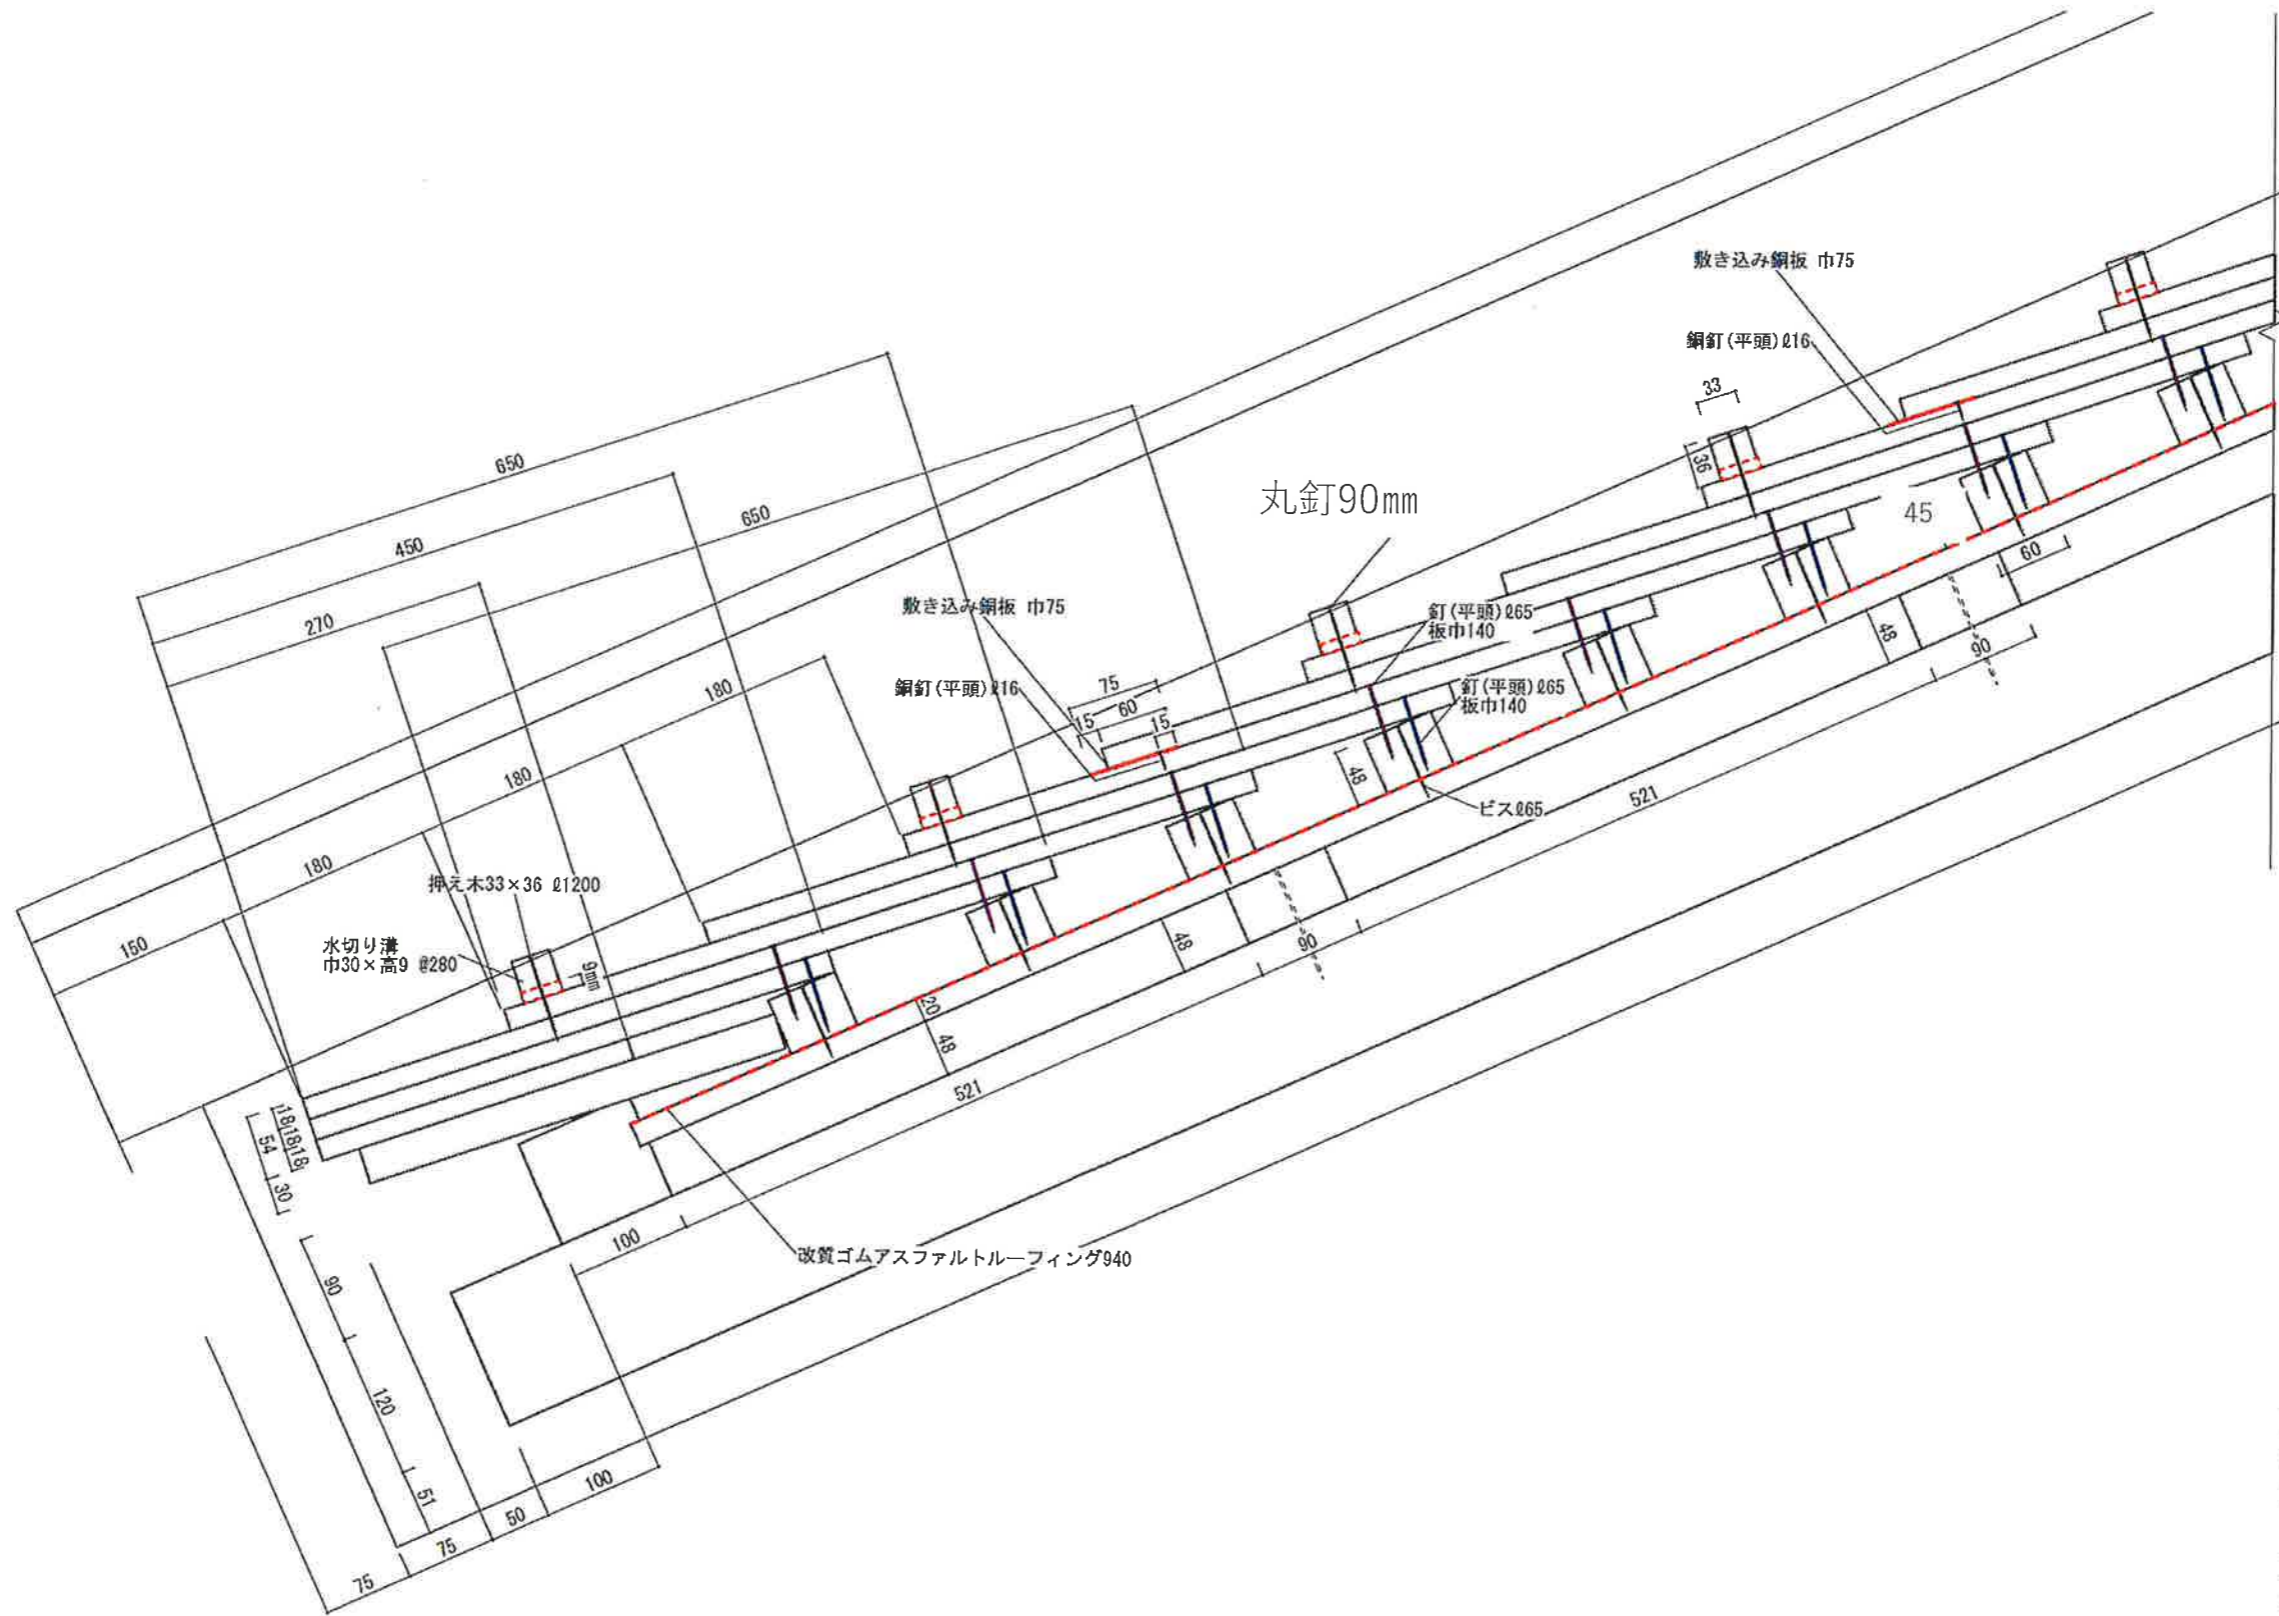 敷き込み銅板 巾75
銅釘(平頭)ℓ16
33
36
650
丸釘90mm
45
60
450
650
270
敷き込み銅板 巾75
釘(平頭)ℓ65
板巾140
48
90
180
銅釘(平頭)ℓ16
75
60
15
15
釘(平頭)ℓ65
板巾140
180
48
ビスℓ65
521
180
押え木33×36 ℓ1200
水切り溝
巾30×高9 @280
9mm
150
48
90
20
48
521
18
18
18
54
30
100
改質ゴムアスファルトルーフィング940
90
120
51
100
50
75
75